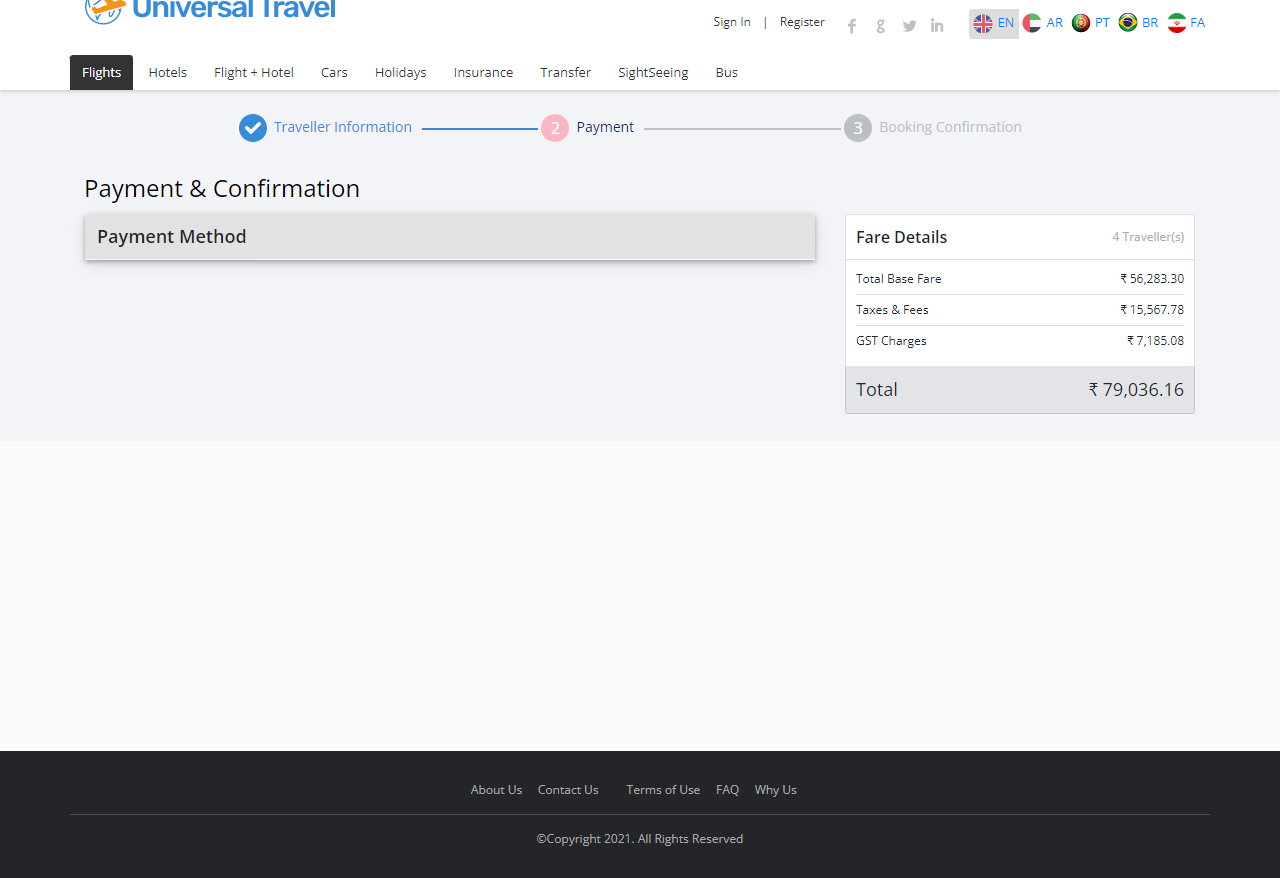 Universal Travel
Sign In | Register
EN AR PT BR FA
Flights Hotels Flight + Hotel Cars Holidays Insurance Transfer SightSeeing Bus
Traveller Information 2 Payment 3 Booking Confirmation
Payment & Confirmation
Payment Method
Fare Details 4 Traveller(s)
Total Base Fare ₹ 56,283.30
Taxes & Fees ₹ 15,567.78
GST Charges ₹ 7,185.08
Total ₹ 79,036.16
About Us Contact Us Terms of Use FAQ Why Us
©Copyright 2021. All Rights Reserved